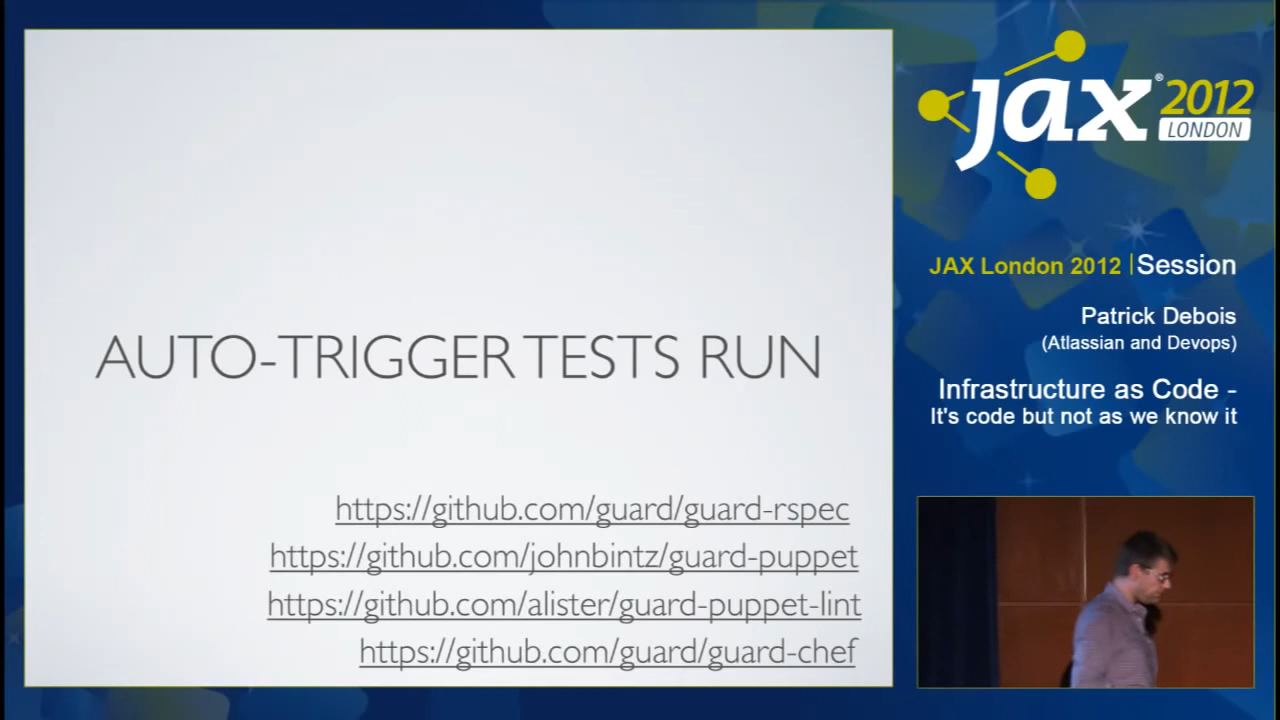 AUTO-TRIGGER TESTS RUN
https://github.com/guard/guard-rspec
https://github.com/johnbintz/guard-puppet
https://github.com/alister/guard-puppet-lint
https://github.com/guard/guard-chef
jax® 2012
LONDON
JAX London 2012 | Session
Patrick Debois
(Atlassian and Devops)
Infrastructure as Code -
It's code but not as we know it